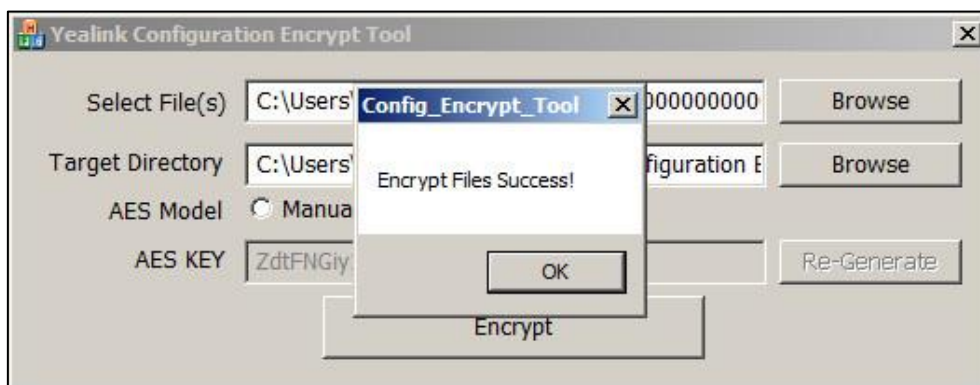 Yealink Configuration Encrypt Tool
Select File(s) C:\Users\ 000000000 Browse
Config_Encrypt_Tool
Target Directory C:\Users\ figuration E Browse
Encrypt Files Success!
AES Model Manua
AES KEY ZdtFNGiy Re-Generate
OK
Encrypt